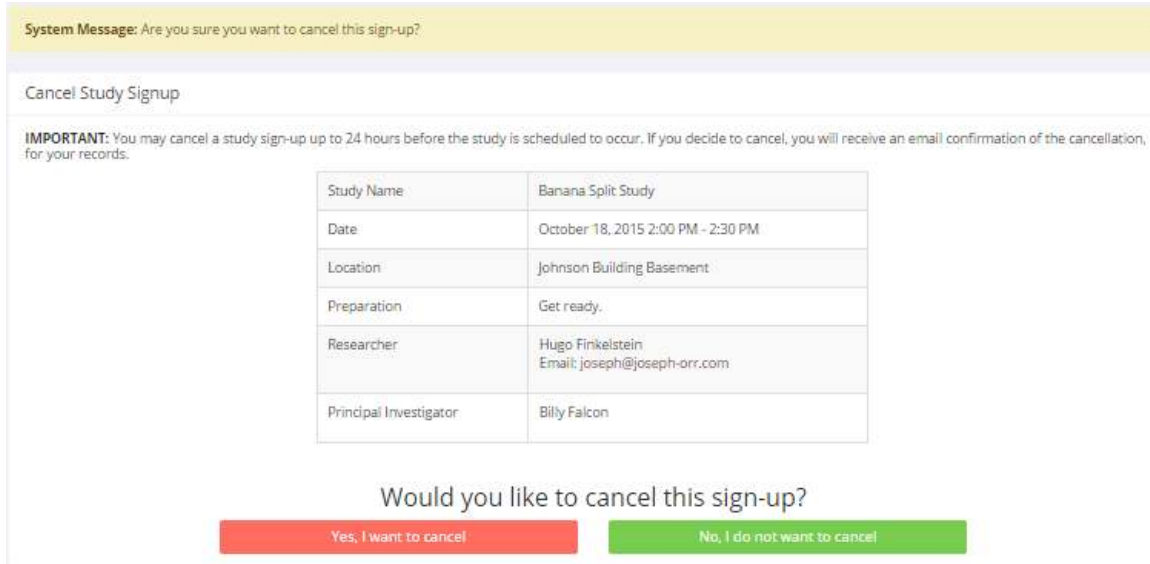 System Message: Are you sure you want to cancel this sign-up?
Cancel Study Signup
IMPORTANT: You may cancel a study sign-up up to 24 hours before the study is scheduled to occur. If you decide to cancel, you will receive an email confirmation of the cancellation,
for your records.
Study Name Banana Split Study
Date October 18, 2015 2:00 PM - 2:30 PM
Location Johnson Building Basement
Preparation Get ready.
Researcher Hugo Finkelstein
Email: joseph@joseph-orr.com
Principal Investigator Billy Falcon
Would you like to cancel this sign-up?
Yes, I want to cancel No, I do not want to cancel